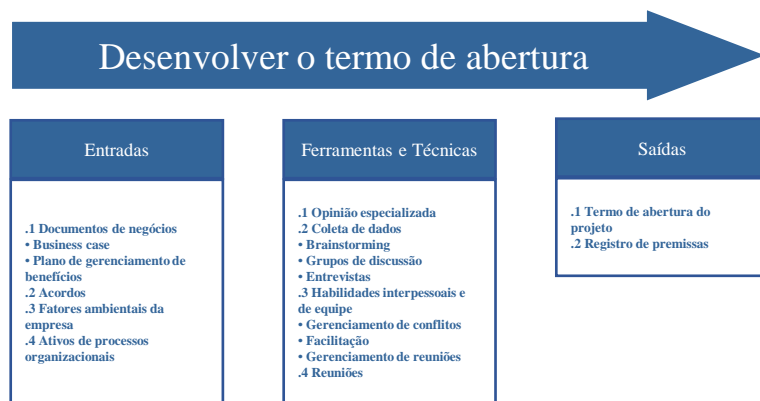 Desenvolver o termo de abertura
Entradas
.1 Documentos de negócios
• Business case
• Plano de gerenciamento de
benefícios
.2 Acordos
.3 Fatores ambientais da
empresa
.4 Ativos de processos
organizacionais
Ferramentas e Técnicas
.1 Opinião especializada
.2 Coleta de dados
• Brainstorming
• Grupos de discussão
• Entrevistas
.3 Habilidades interpessoais e
de equipe
• Gerenciamento de conflitos
• Facilitação
• Gerenciamento de reuniões
.4 Reuniões
Saídas
.1 Termo de abertura do
projeto
.2 Registro de premissas